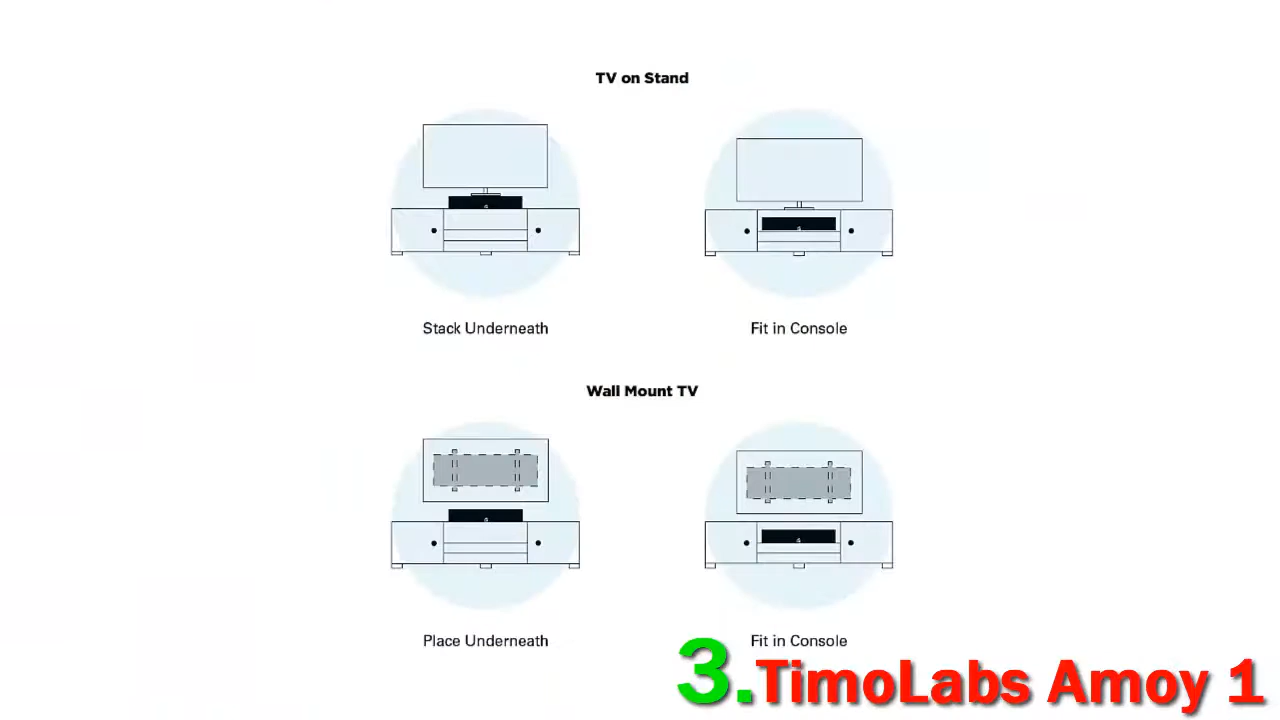 TV on Stand
Stack Underneath
Fit in Console
Wall Mount TV
Place Underneath
Fit in Console
3.TimoLabs Amoy 1